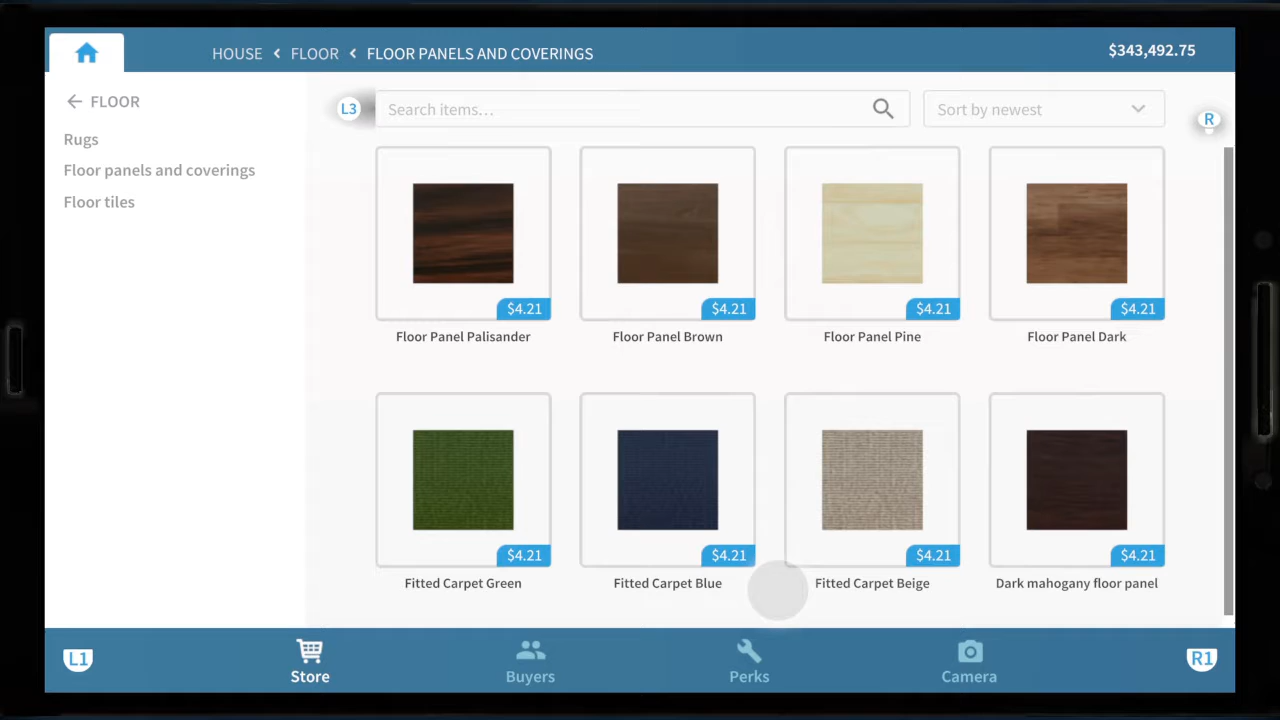 HOUSE < FLOOR < FLOOR PANELS AND COVERINGS
$343,492.75
FLOOR
Rugs
Floor panels and coverings
Floor tiles
L3
Search items...
Sort by newest
R
$4.21
$4.21
$4.21
$4.21
Floor Panel Palisander
Floor Panel Brown
Floor Panel Pine
Floor Panel Dark
$4.21
$4.21
$4.21
$4.21
Fitted Carpet Green
Fitted Carpet Blue
Fitted Carpet Beige
Dark mahogany floor panel
L1
Store
Buyers
Perks
Camera
R1